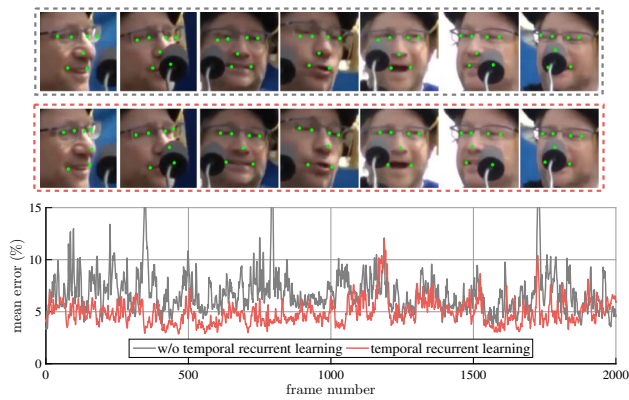 15
10
5
0
mean error (%)
w/o temporal recurrent learning
temporal recurrent learning
0
500
1000
1500
2000
frame number